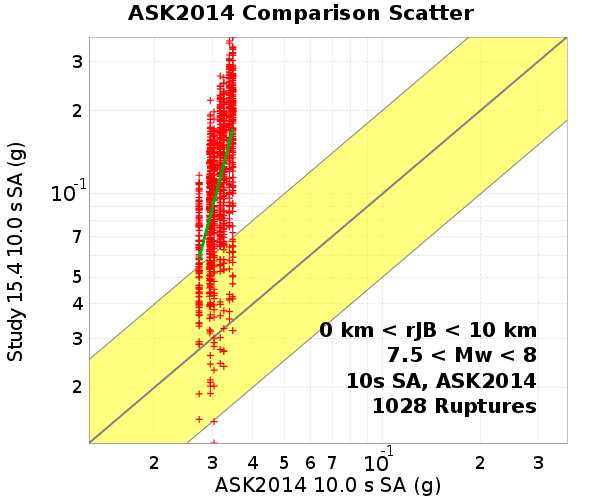 ASK2014 Comparison Scatter
Study 15.4 10.0 s SA (g)
3
2
10-1
7
5
4
3
2
0 km < rJB < 10 km
7.5 < Mw < 8
10s SA, ASK2014
1028 Ruptures
2 3 4 5 6 7 10-1 2 3
ASK2014 10.0 s SA (g)